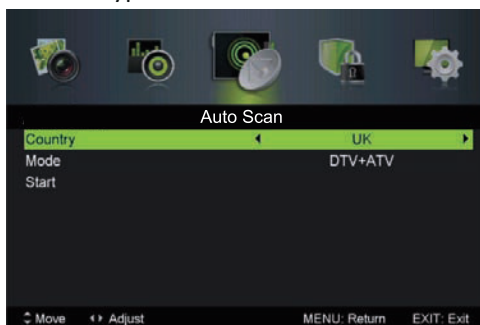 Auto Scan
Country UK
Mode DTV+ATV
Start
Move Adjust MENU: Return EXIT: Exit